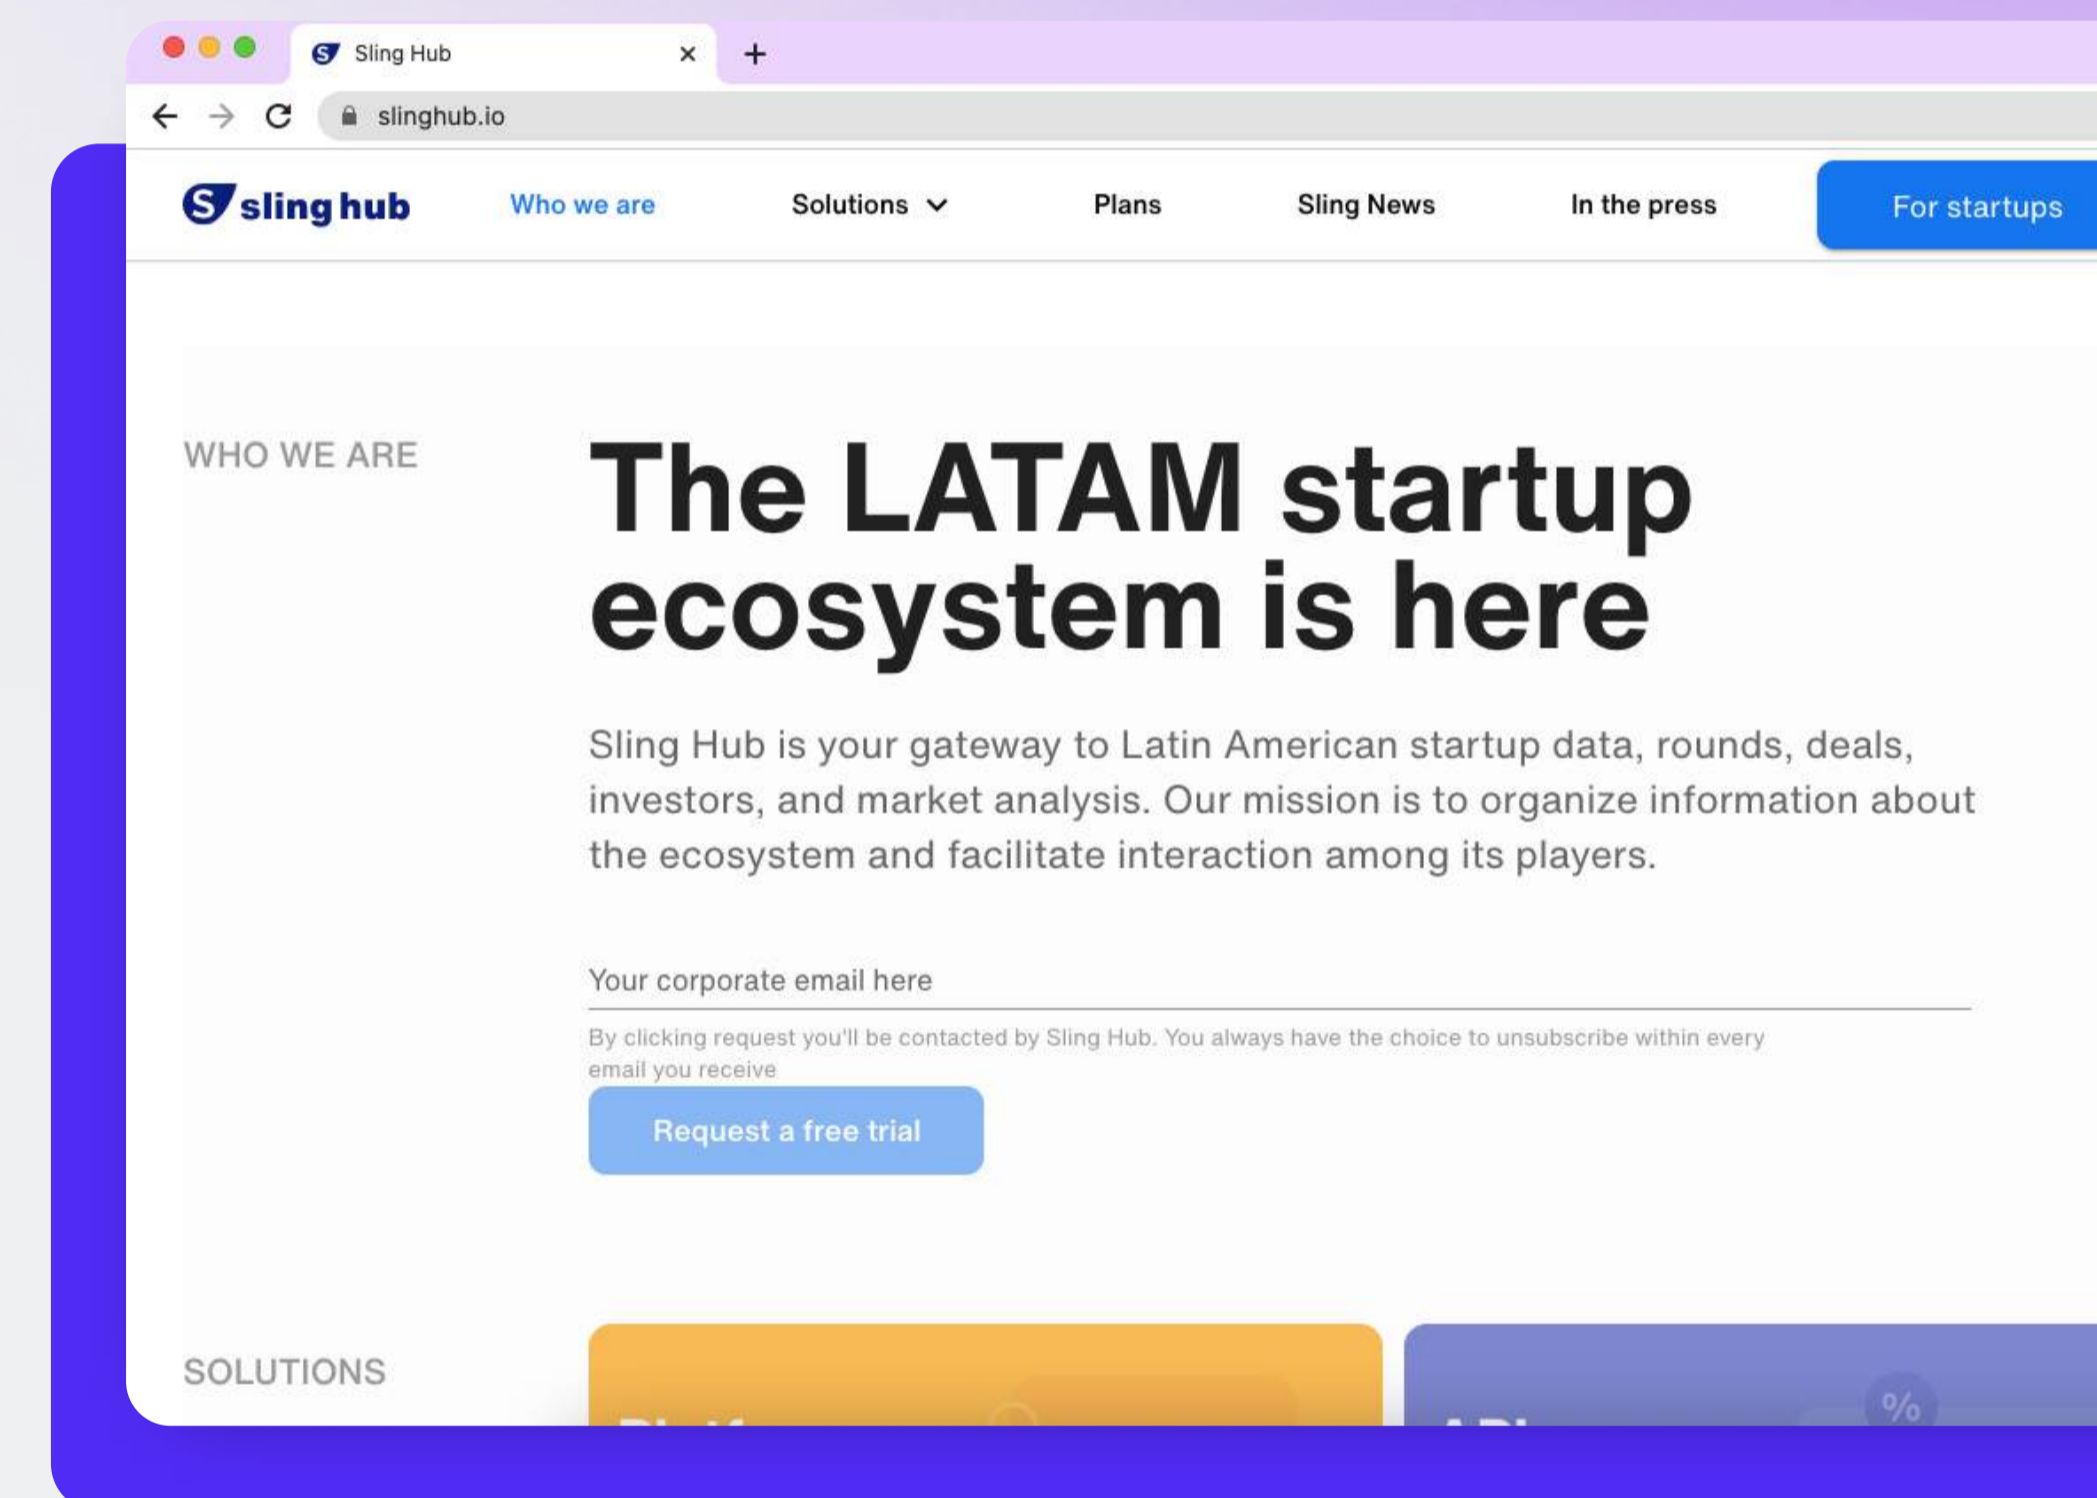 Sling Hub
slinghub.io
sling hub
Who we are
Solutions
Plans
Sling News
In the press
For startups
WHO WE ARE
The LATAM startup
ecosystem is here
Sling Hub is your gateway to Latin American startup data, rounds, deals,
investors, and market analysis. Our mission is to organize information about
the ecosystem and facilitate interaction among its players.
Your corporate email here
By clicking request you'll be contacted by Sling Hub. You always have the choice to unsubscribe within every
email you receive
Request a free trial
SOLUTIONS
%